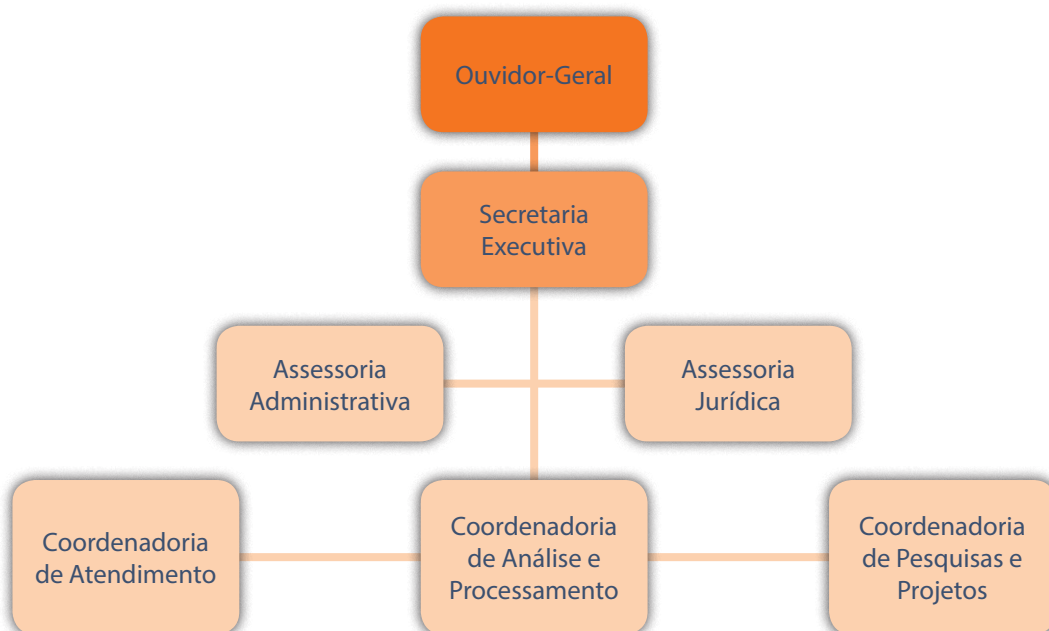 Ouvidor-Geral
Secretaria
Executiva
Assessoria
Administrativa
Assessoria
Jurídica
Coordenadoria
de Atendimento
Coordenadoria
de Análise e
Processamento
Coordenadoria
de Pesquisas e
Projetos